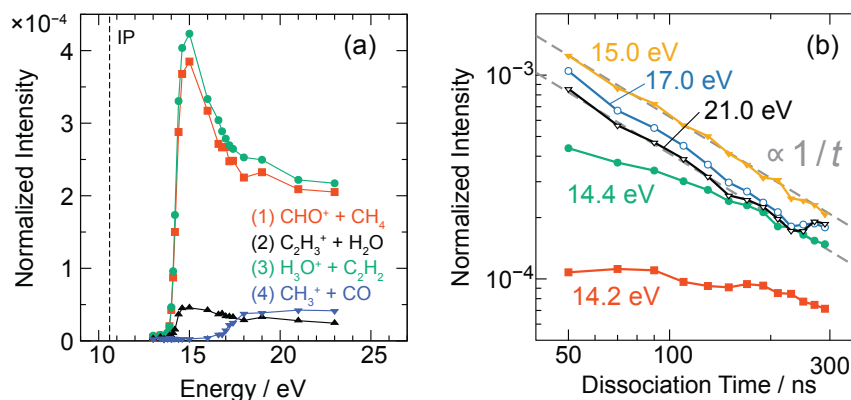 ×10⁻⁴
IP
(a)
4
3
2
1
0
Normalized Intensity
(1) CHO⁺ + CH₄
(2) C₂H₃⁺ + H₂O
(3) H₃O⁺ + C₂H₂
(4) CH₃⁺ + CO
10 15 20 25
Energy / eV
(b)
15.0 eV
17.0 eV
21.0 eV
∝ 1/t
14.4 eV
14.2 eV
10⁻³
10⁻⁴
Normalized Intensity
50 100 300
Dissociation Time / ns